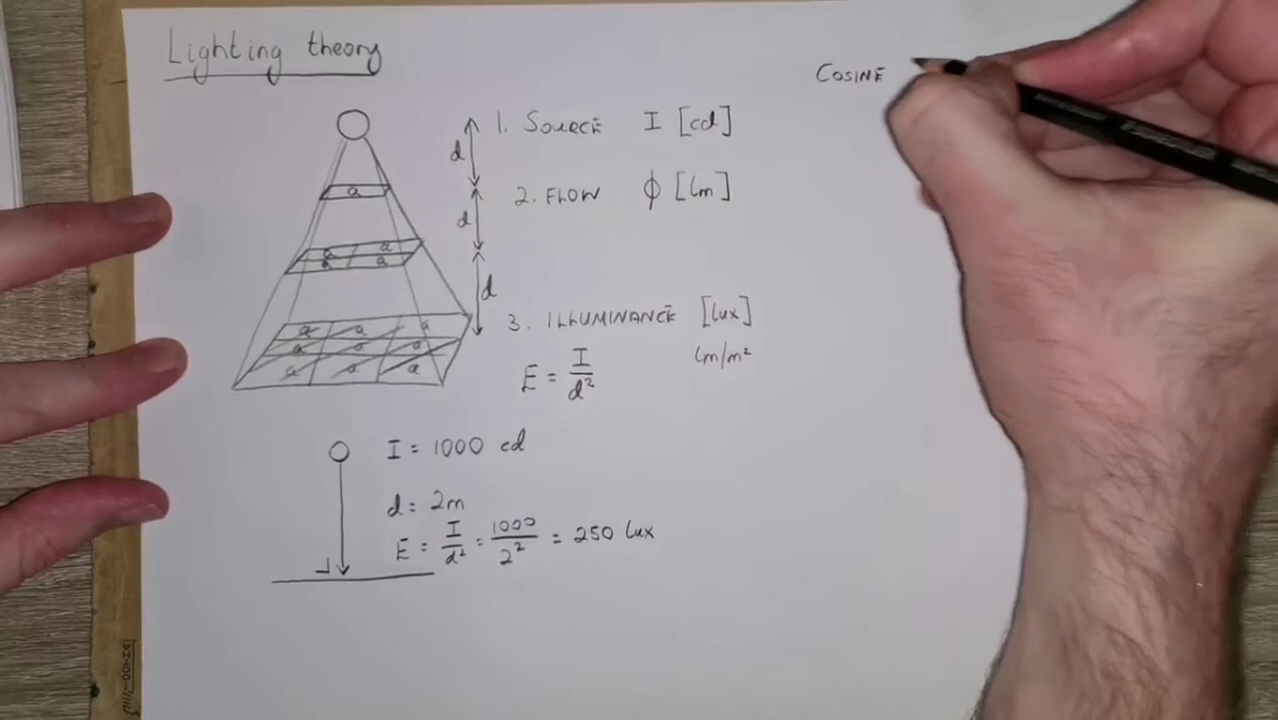 Lighting theory
COSINE
d 1. SOURCE I [cd]
a
d 2. FLOW ϕ [lm]
a a
a a
d
3. ILLUMINANCE [lux]
a a a
a a a
a a a
lm/m²
E = I/d²
I = 1000 cd
d = 2m
E = I/d² = 1000/2² = 250 lux